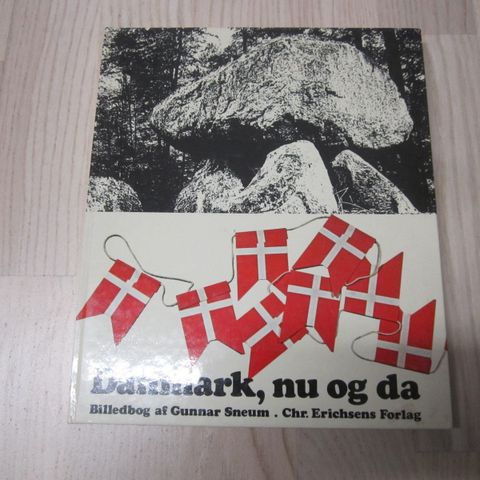 Danmark, nu og da
Billedbog af Gunnar Sneum . Chr. Erichsens Forlag